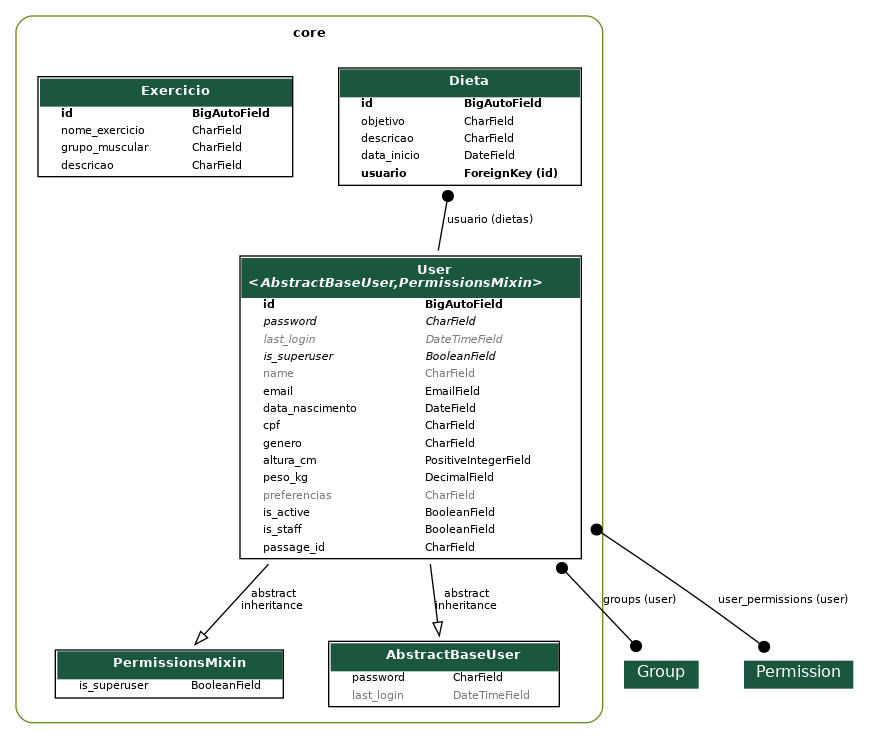 core
Exercicio
id BigAutoField
nome_exercicio CharField
grupo_muscular CharField
descricao CharField
Dieta
id BigAutoField
objetivo CharField
descricao CharField
data_inicio DateField
usuario ForeignKey (id)
usuario (dietas)
User
<AbstractBaseUser,PermissionsMixin>
id BigAutoField
password CharField
last_login DateTimeField
is_superuser BooleanField
name CharField
email EmailField
data_nascimento DateField
cpf CharField
genero CharField
altura_cm PositiveIntegerField
peso_kg DecimalField
preferencias CharField
is_active BooleanField
is_staff BooleanField
passage_id CharField
abstract
inheritance
abstract
inheritance
groups (user)
user_permissions (user)
PermissionsMixin
is_superuser BooleanField
AbstractBaseUser
password CharField
last_login DateTimeField
Group
Permission